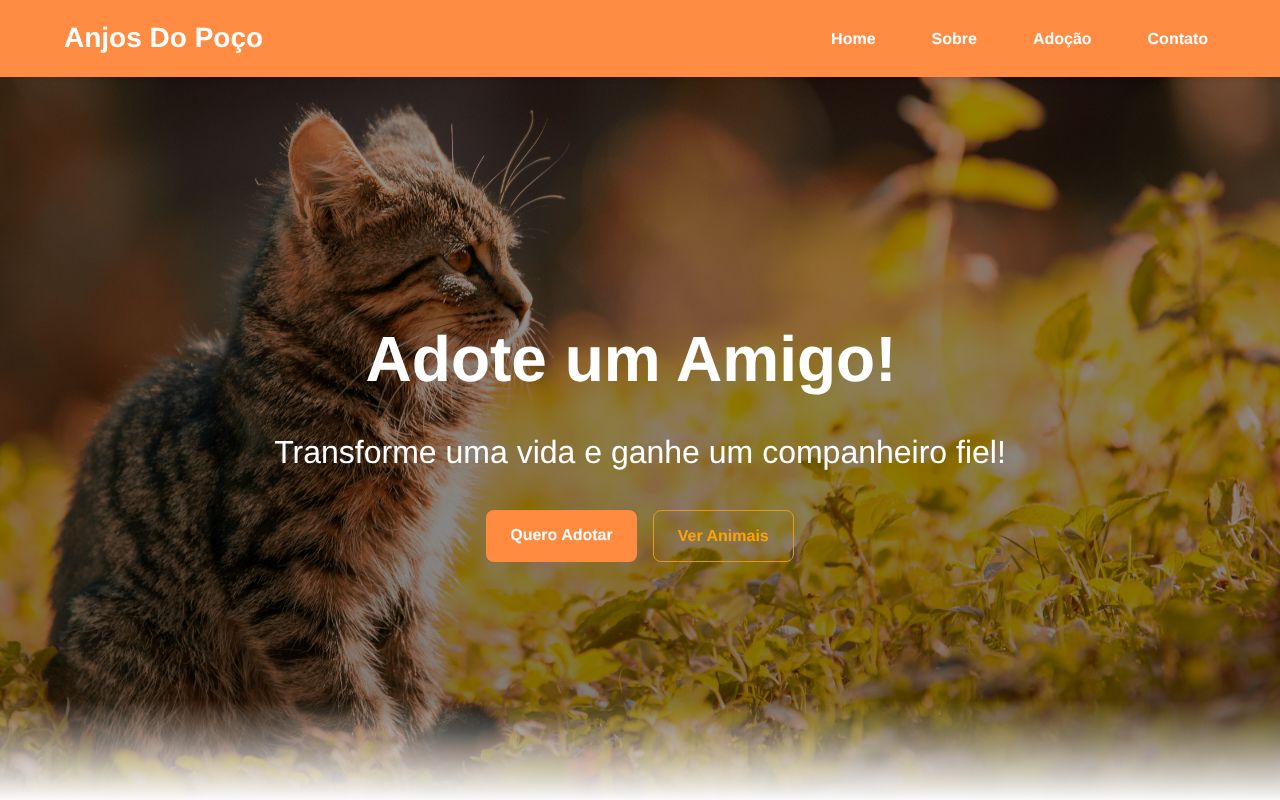 Anjos Do Poço
Home Sobre Adoção Contato
Adote um Amigo!
Transforme uma vida e ganhe um companheiro fiel!
Quero Adotar Ver Animais